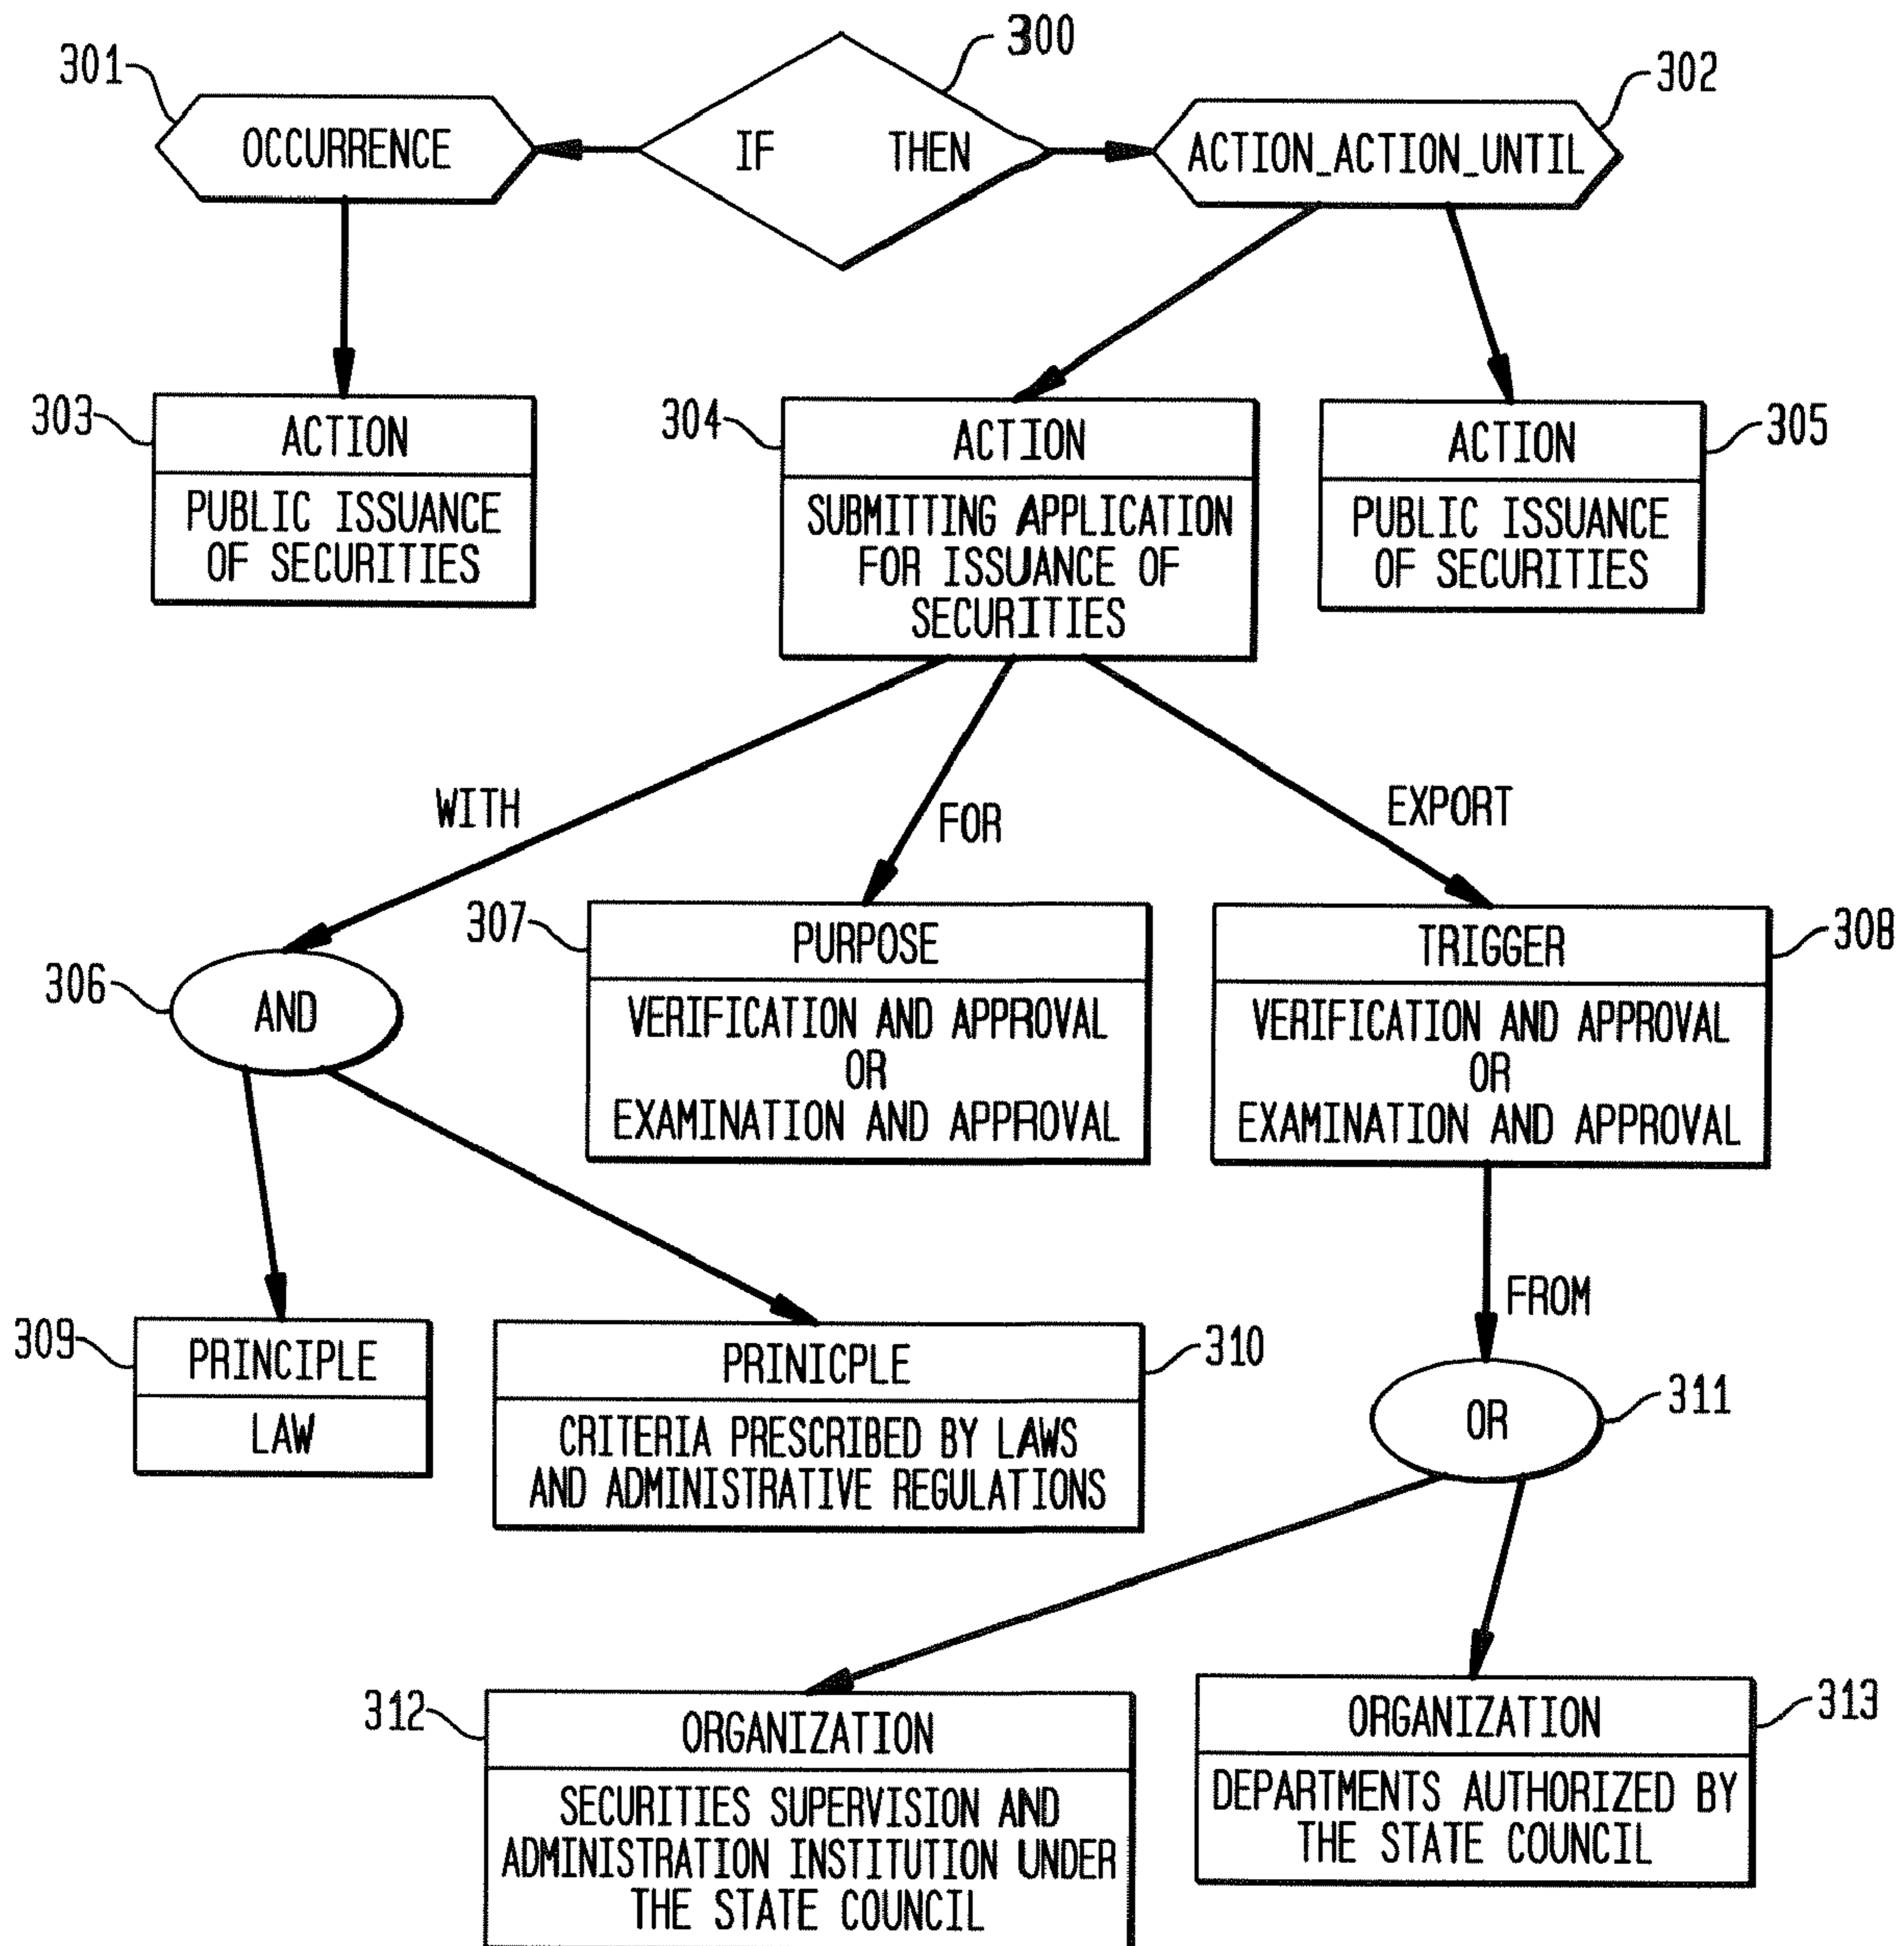 300
301
302
OCCURRENCE
IF THEN
ACTION_ACTION_UNTIL
303
ACTION
PUBLIC ISSUANCE
OF SECURITIES
304
ACTION
SUBMITTING APPLICATION
FOR ISSUANCE OF
SECURITIES
305
ACTION
PUBLIC ISSUANCE
OF SECURITIES
WITH
FOR
EXPORT
306
AND
307
PURPOSE
VERIFICATION AND APPROVAL
OR
EXAMINATION AND APPROVAL
308
TRIGGER
VERIFICATION AND APPROVAL
OR
EXAMINATION AND APPROVAL
FROM
309
PRINCIPLE
LAW
310
PRINICPLE
CRITERIA PRESCRIBED BY LAWS
AND ADMINISTRATIVE REGULATIONS
311
OR
312
ORGANIZATION
SECURITIES SUPERVISION AND
ADMINISTRATION INSTITUTION UNDER
THE STATE COUNCIL
313
ORGANIZATION
DEPARTMENTS AUTHORIZED BY
THE STATE COUNCIL